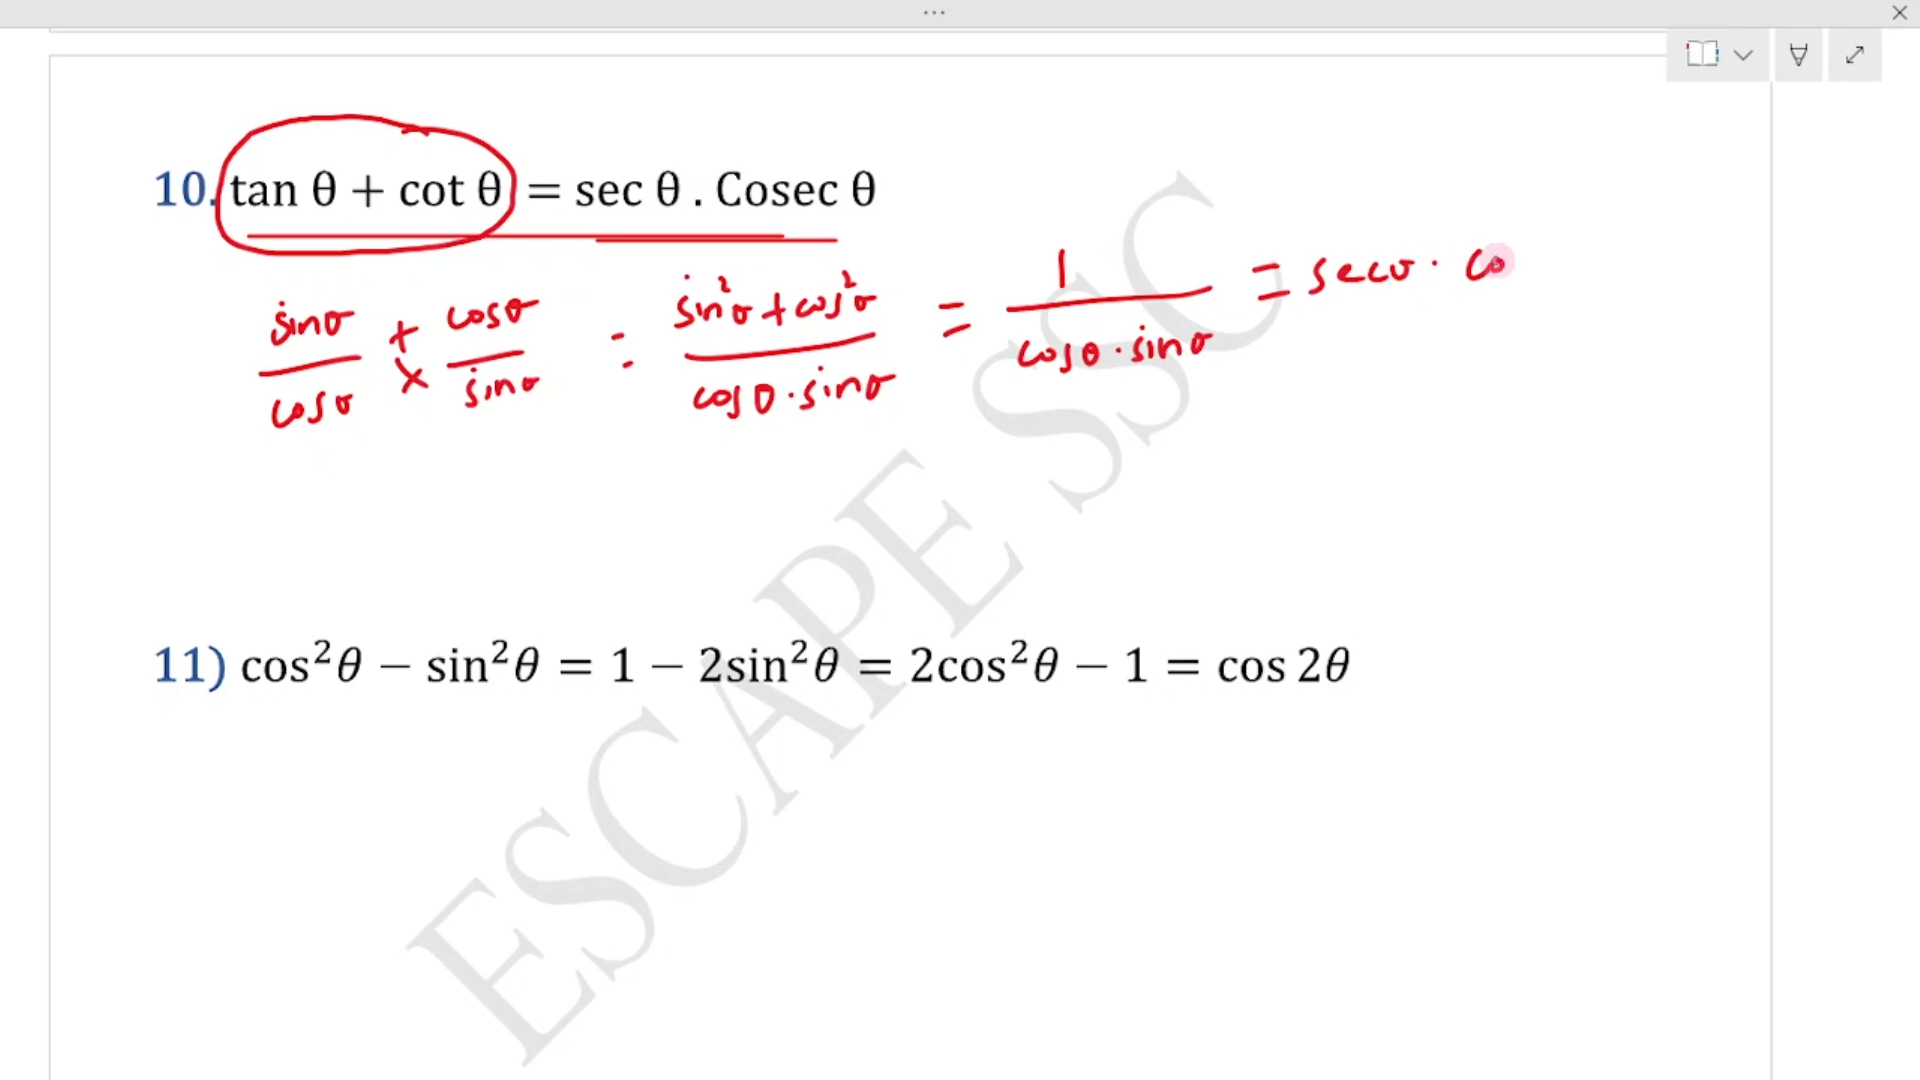 10. tan θ + cot θ = sec θ . Cosec θ
sinθ/cosθ + cosθ/sinθ = sin²θ + cos²θ/cosθ · sinθ = 1/cosθ · sinθ = secθ · co
×
11) cos²θ − sin²θ = 1 − 2sin²θ = 2cos²θ − 1 = cos 2θ
ESCAPE SSC